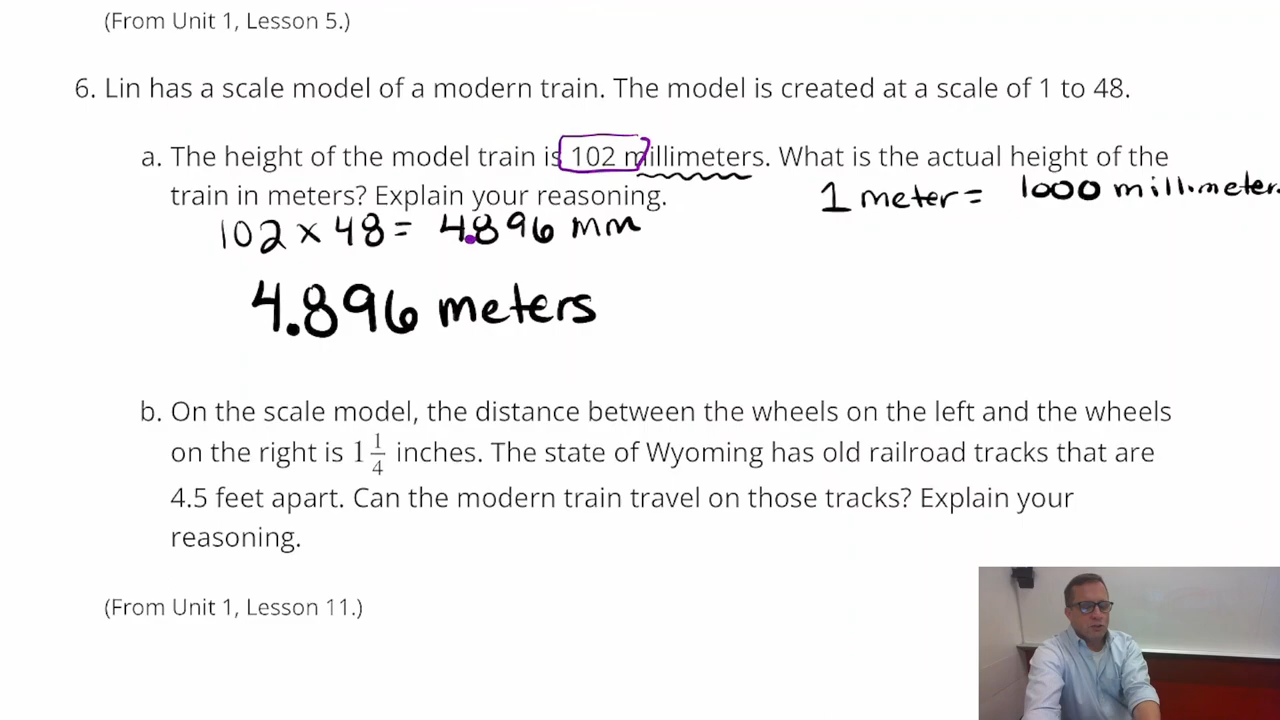 (From Unit 1, Lesson 5.)
6. Lin has a scale model of a modern train. The model is created at a scale of 1 to 48.
a. The height of the model train is 102 millimeters. What is the actual height of the
train in meters? Explain your reasoning.
1 meter = 1000 millimeter
102 × 48 = 4.896 mm
4.896 meters
b. On the scale model, the distance between the wheels on the left and the wheels
on the right is 1 1/4 inches. The state of Wyoming has old railroad tracks that are
4.5 feet apart. Can the modern train travel on those tracks? Explain your
reasoning.
(From Unit 1, Lesson 11.)